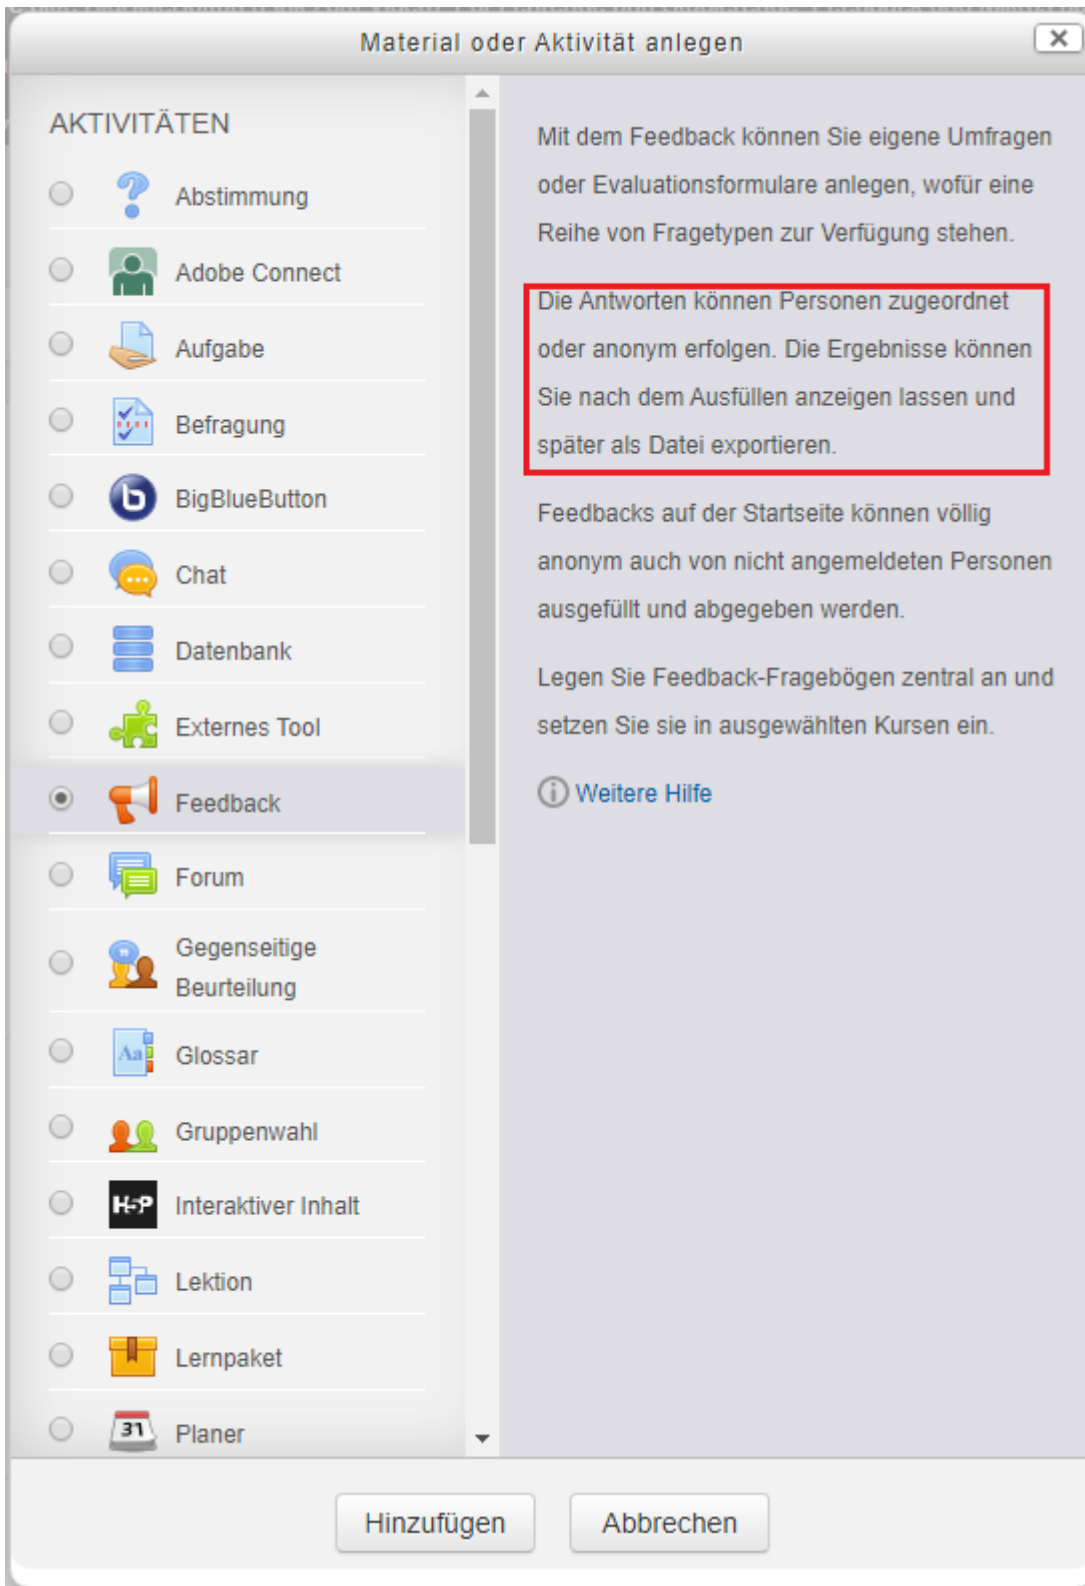 Material oder Aktivität anlegen
AKTIVITÄTEN
Abstimmung
Adobe Connect
Aufgabe
Befragung
BigBlueButton
Chat
Datenbank
Externes Tool
Feedback
Forum
Gegenseitige
Beurteilung
Aa
Glossar
Gruppenwahl
H5P
Interaktiver Inhalt
Lektion
Lernpaket
31
Planer
Mit dem Feedback können Sie eigene Umfragen
oder Evaluationsformulare anlegen, wofür eine
Reihe von Fragetypen zur Verfügung stehen.
Die Antworten können Personen zugeordnet
oder anonym erfolgen. Die Ergebnisse können
Sie nach dem Ausfüllen anzeigen lassen und
später als Datei exportieren.
Feedbacks auf der Startseite können völlig
anonym auch von nicht angemeldeten Personen
ausgefüllt und abgegeben werden.
Legen Sie Feedback-Fragebögen zentral an und
setzen Sie sie in ausgewählten Kursen ein.
Weitere Hilfe
Hinzufügen
Abbrechen